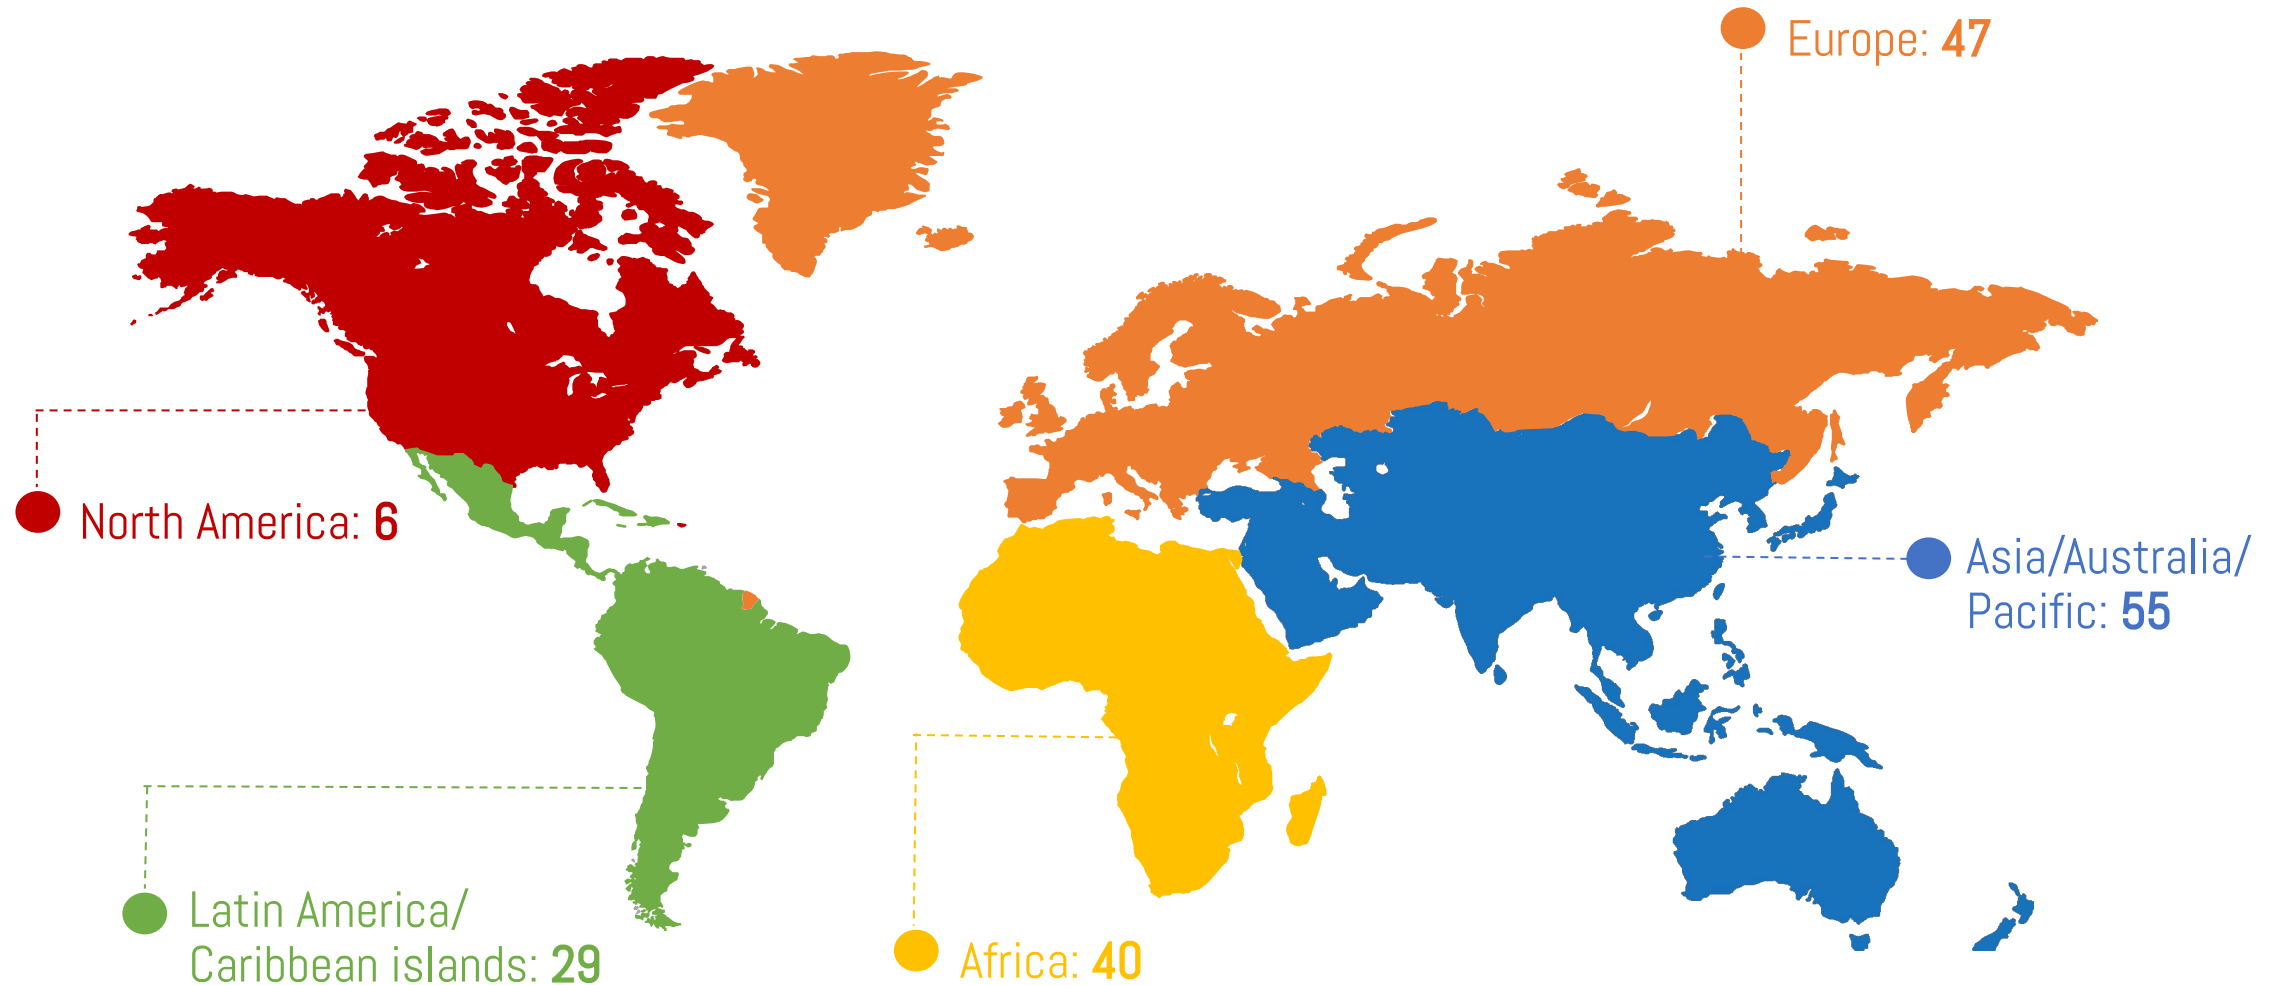 Europe: 47
North America: 6
Asia/Australia/
Pacific: 55
Latin America/
Caribbean islands: 29
Africa: 40